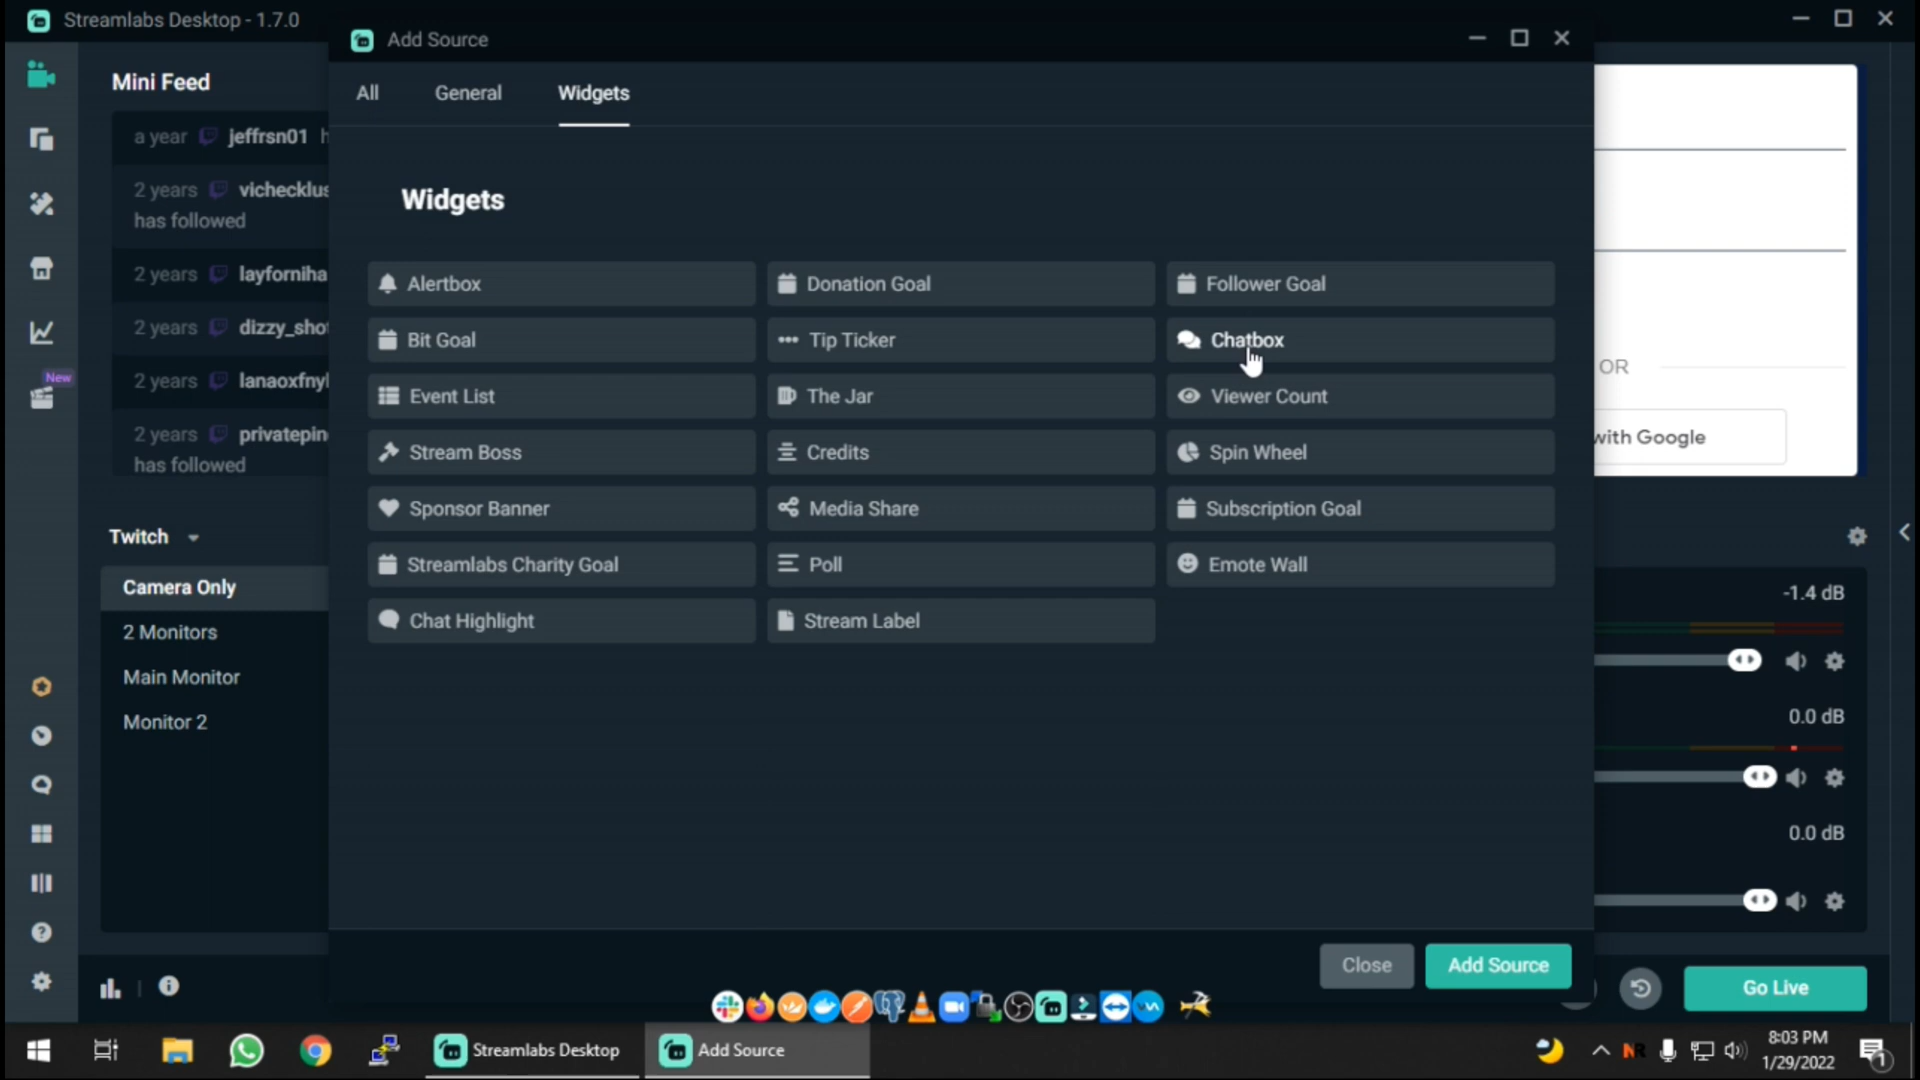 Streamlabs Desktop - 1.7.0
Add Source
Mini Feed
All General Widgets
a year jeffrsn01
2 years vichecklus
has followed
2 years layforniha
2 years dizzy_sho
2 years lanaoxfnyl
2 years privatepin
has followed
New
Widgets
Alertbox Donation Goal Follower Goal
Bit Goal Tip Ticker Chatbox
Event List The Jar Viewer Count
Stream Boss Credits Spin Wheel
Sponsor Banner Media Share Subscription Goal
Streamlabs Charity Goal Poll Emote Wall
Chat Highlight Stream Label
OR
with Google
Twitch
Camera Only
2 Monitors
Main Monitor
Monitor 2
-1.4 dB
0.0 dB
0.0 dB
Close Add Source
Go Live
Streamlabs Desktop
Add Source
8:03 PM
1/29/2022
1